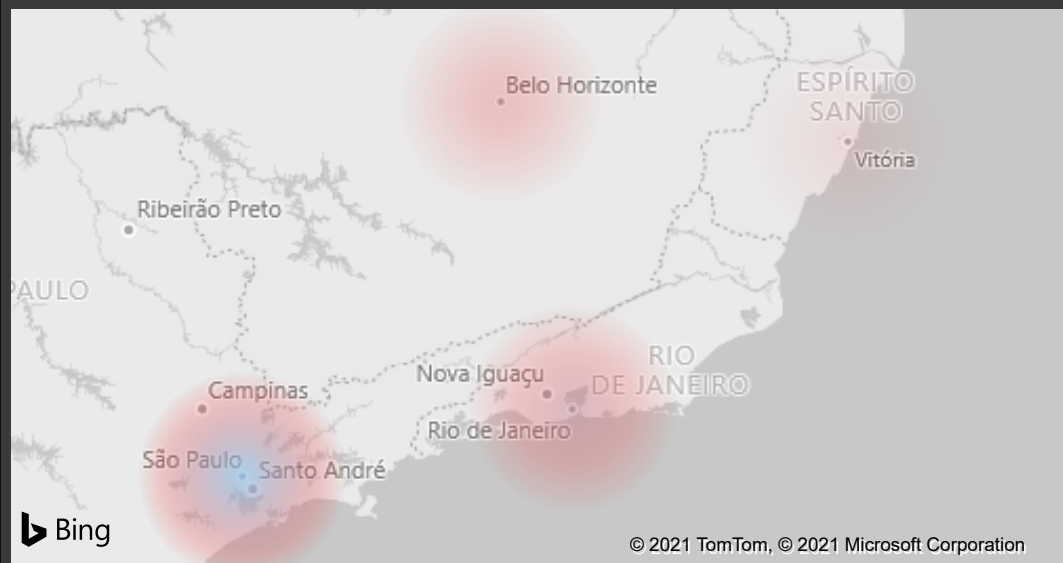 Belo Horizonte
ESPÍRITO
SANTO
Vitória
Ribeirão Preto
PAULO
RIO
DE JANEIRO
Nova Iguaçu
Campinas
Rio de Janeiro
São Paulo
Santo André
Bing
© 2021 TomTom, © 2021 Microsoft Corporation